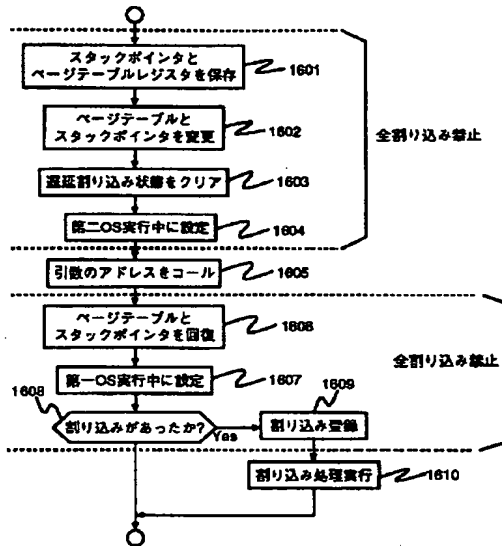 スタックポインタと
ページテーブルレジスタを保存
1601
ページテーブルと
スタックポインタを変更
1602
全割り込み禁止
遅延割り込み状態をクリア
1603
第二OS実行中に設定
1604
引数のアドレスをコール
1605
ページテーブルと
スタックポインタを回復
1606
全割り込み禁止
第一OS実行中に設定
1607
1608
割り込みがあったか?
Yes
1609
割り込み登録
割り込み処理実行
1610